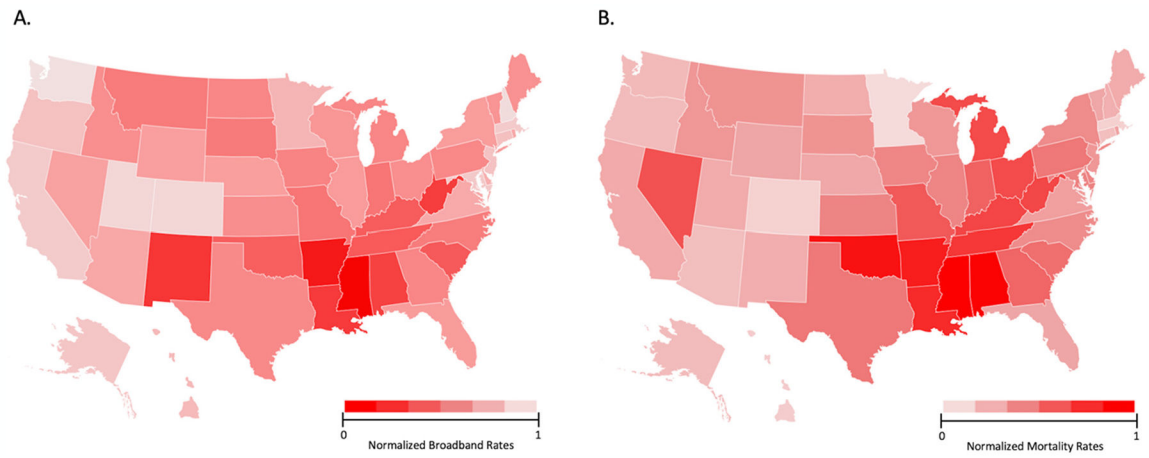 A.
B.
0
1
Normalized Broadband Rates
0
1
Normalized Mortality Rates